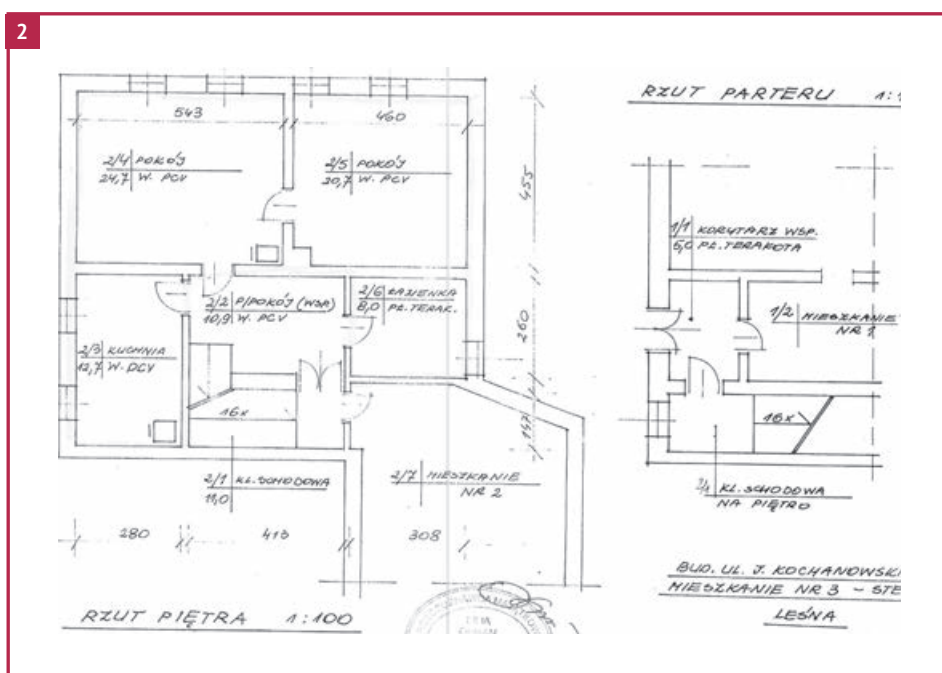 2
543
460
2/4 POKÓJ
24,7 W. PCV
2/5 POKÓJ
20,7 W. PCV
455
2/2 P/POKÓJ (WSP.)
10,9 W. PCV
2/6 ŁAZIENKA
8,0 PŁ. TERAK.
260
2/3 KUCHNIA
12,7 W. PCV
16x
147
2/1 KL. SCHODOWA
11,0
2/7 MIESZKANIE
NR 2
280
413
308
RZUT PIĘTRA 1:100
RZUT PARTERU 1:1
1/1 KORYTARZ WSP.
5,0 PŁ. TERAKOTA
1/2 MIESZKANIE
NR 1
16x
2/1 KL. SCHODOWA
NA PIĘTRO
BUD. UL. J. KOCHANOWSKI
MIESZKANIE NR 3 - STE
LEŚNA